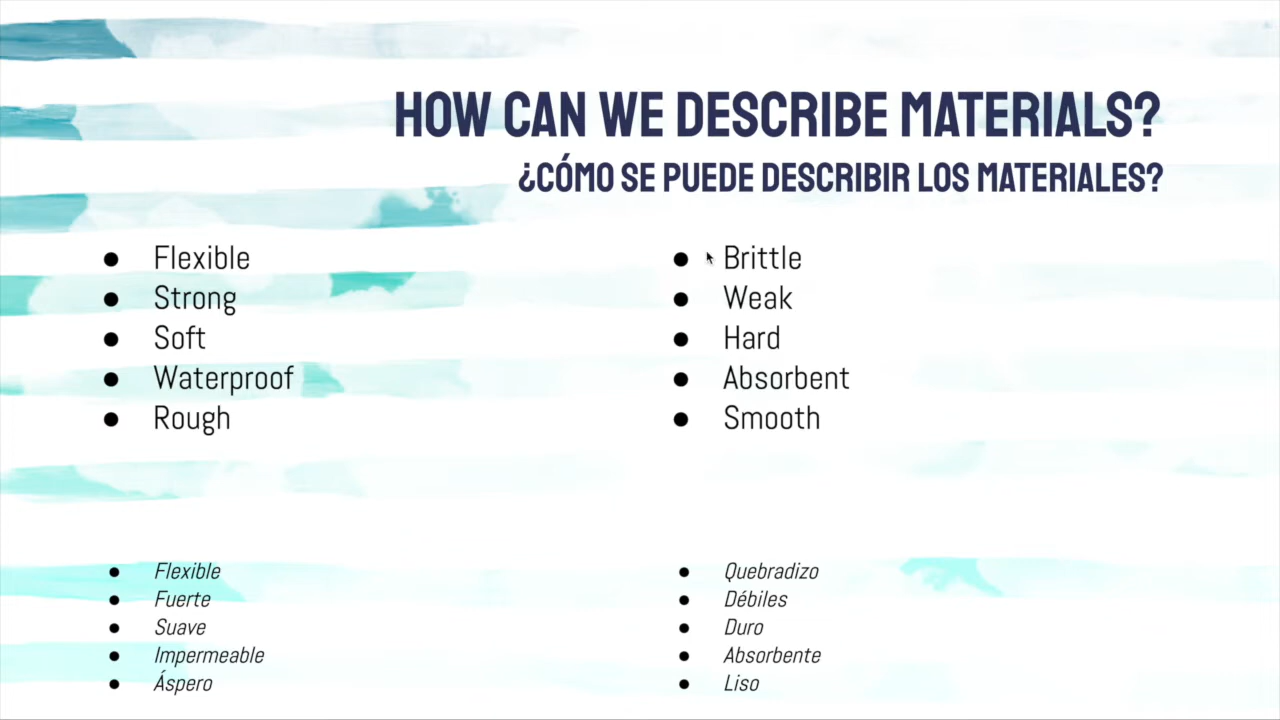 HOW CAN WE DESCRIBE MATERIALS?
¿CÓMO SE PUEDE DESCRIBIR LOS MATERIALES?
● Flexible
● Strong
● Soft
● Waterproof
● Rough
● Brittle
● Weak
● Hard
● Absorbent
● Smooth
● Flexible
● Fuerte
● Suave
● Impermeable
● Áspero
● Quebradizo
● Débiles
● Duro
● Absorbente
● Liso